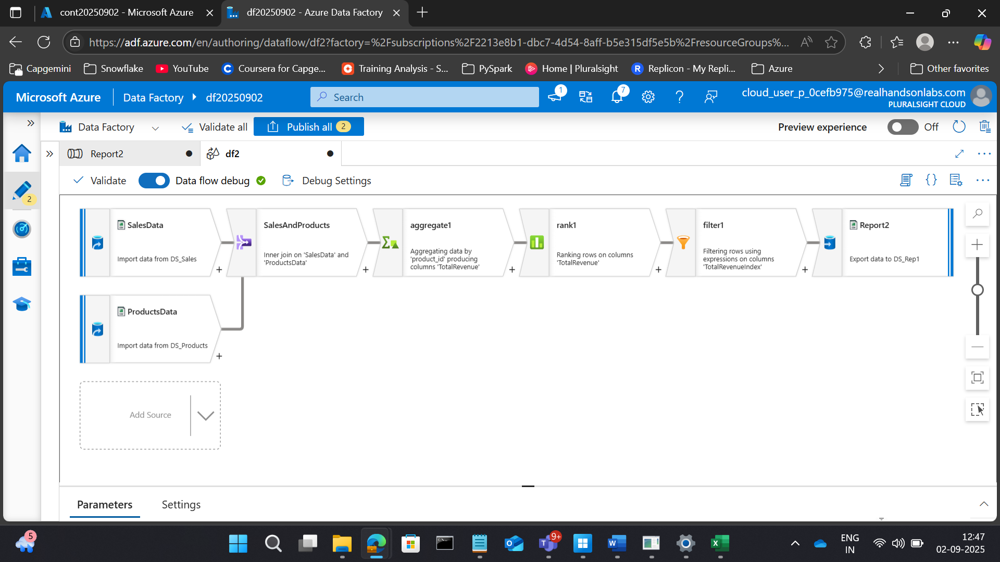 cont20250902 - Microsoft Azure
df20250902 - Azure Data Factory
https://adf.azure.com/en/authoring/dataflow/df2?factory=%2Fsubscriptions%2F2213e8b1-dbc7-4d54-8aff-b5e315df5e5b%2FresourceGroups%...
Capgemini
Snowflake
YouTube
Coursera for Capge...
Training Analysis - S...
PySpark
Home | Pluralsight
Replicon - My Repli...
Azure
Other favorites
Microsoft Azure
Data Factory
df20250902
Search
1
7
cloud_user_p_0cefb975@realhandsonlabs.com
PLURALSIGHT CLOUD
Data Factory
Validate all
Publish all 2
Preview experience
Off
2
Report2
df2
Validate
Data flow debug
Debug Settings
SalesData
Import data from DS_Sales
SalesAndProducts
Inner join on 'SalesData' and
'ProductsData'
aggregate1
Aggregating data by
'product_id' producing
columns 'TotalRevenue'
rank1
Ranking rows on columns
'TotalRevenue'
filter1
Filtering rows using
expressions on columns
'TotalRevenueIndex'
Report2
Export data to DS_Rep1
ProductsData
Import data from DS_Products
Add Source
Parameters
Settings
5
9+
ENG
IN
12:47
02-09-2025